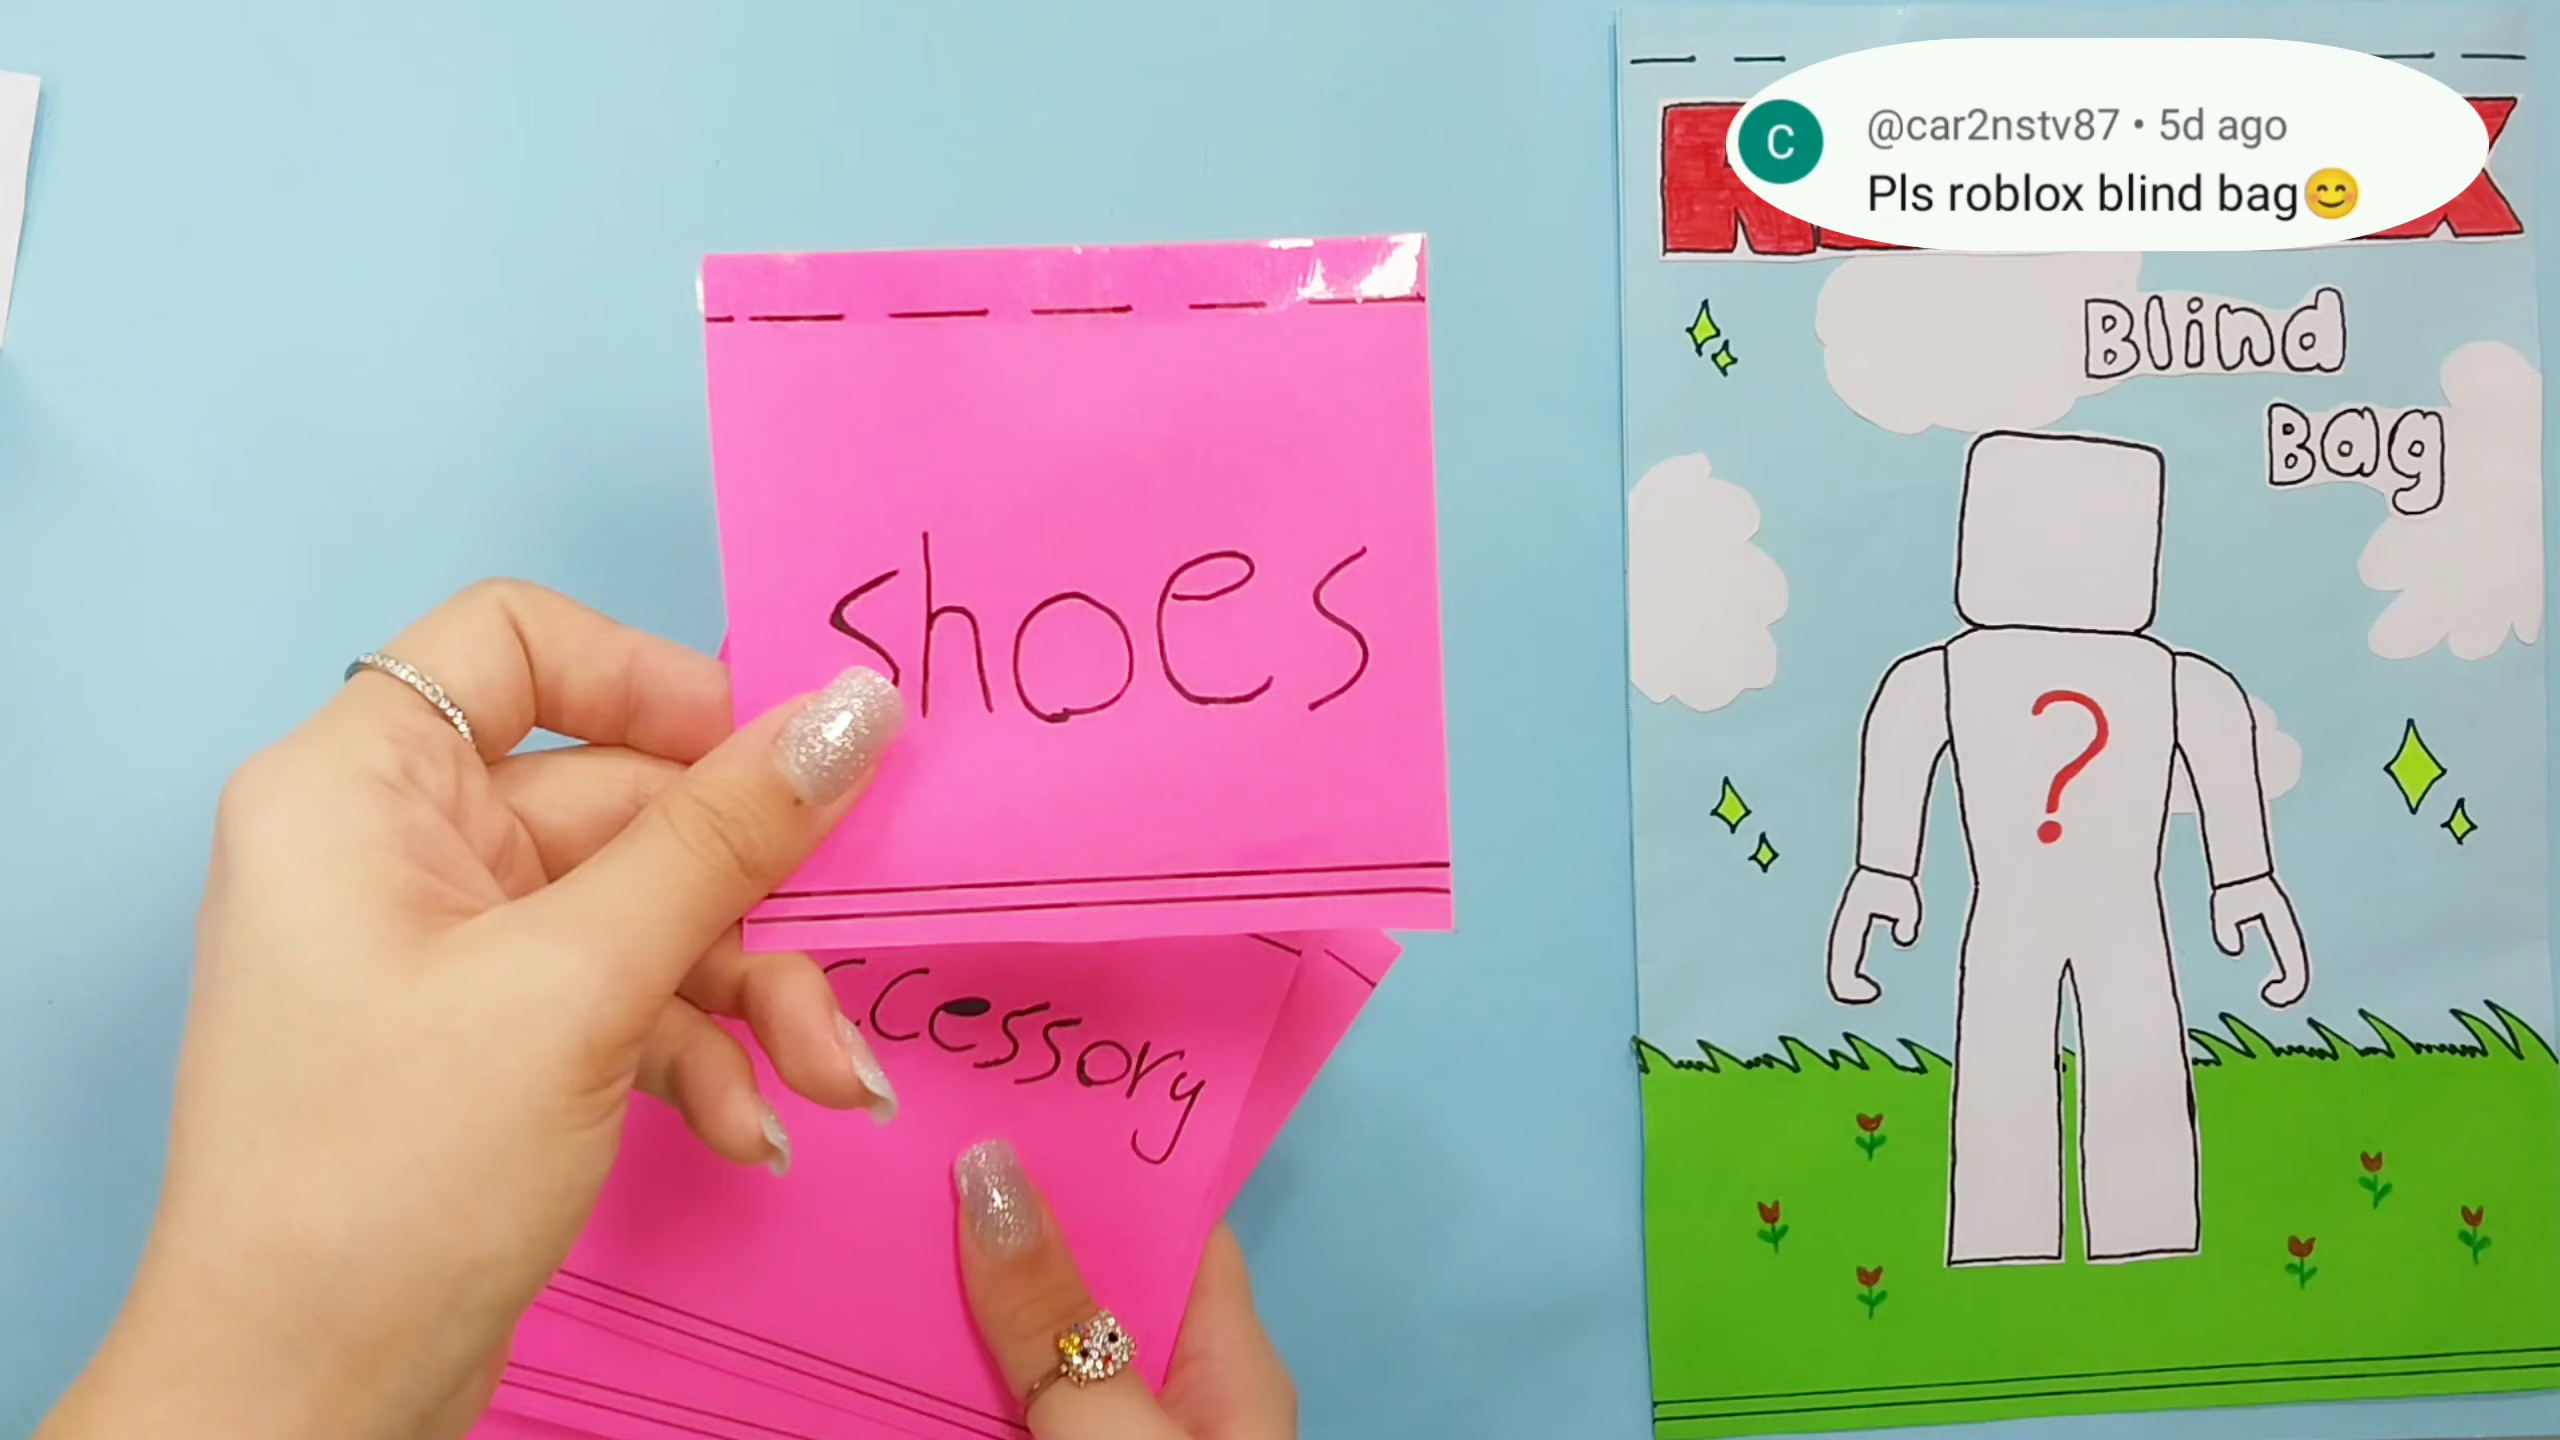 @car2nstv87 • 5d ago
Pls roblox blind bag😊
Blind
Bag
?
shoes
ccessory